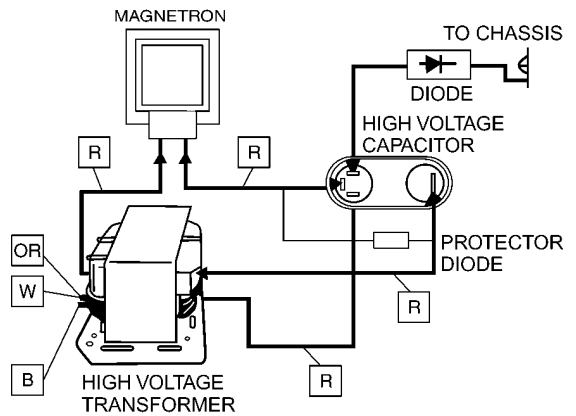 MAGNETRON
TO CHASSIS
DIODE
HIGH VOLTAGE
CAPACITOR
R
R
OR
W
PROTECTOR
DIODE
R
B
R
HIGH VOLTAGE
TRANSFORMER